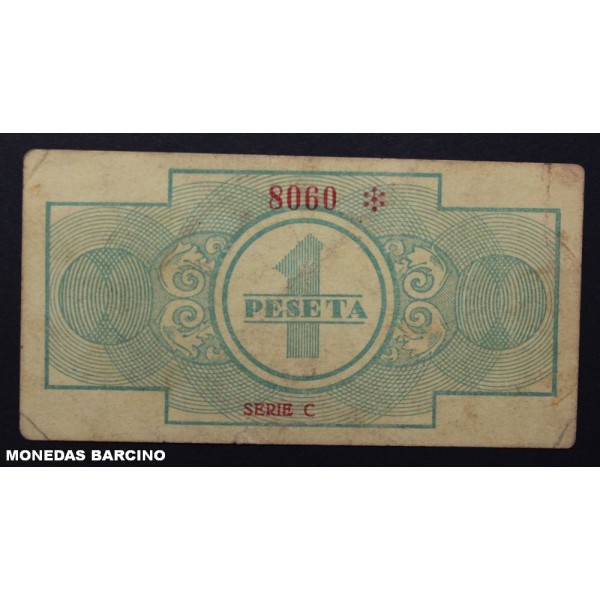 8060 *
1
PESETA
SERIE C
MONEDAS BARCINO